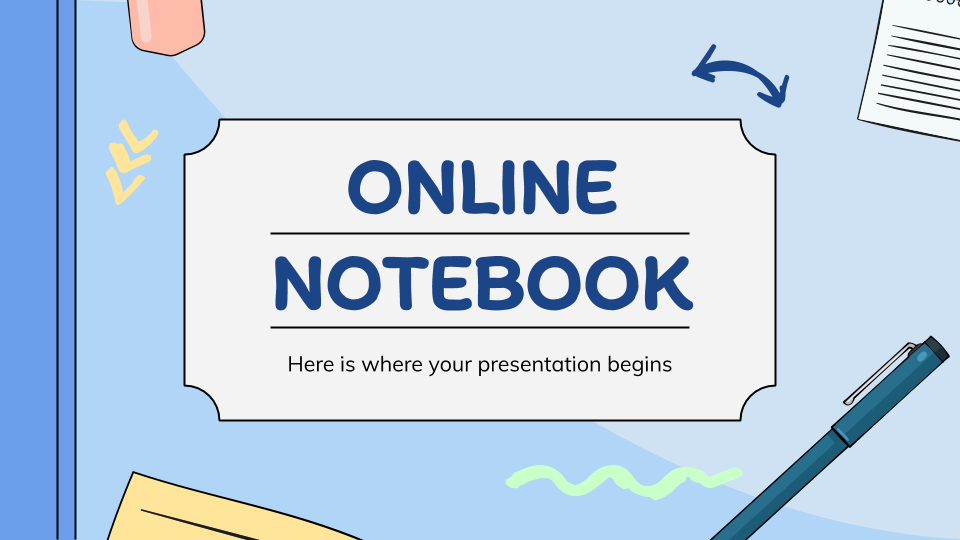 ONLINE
NOTEBOOK
Here is where your presentation begins